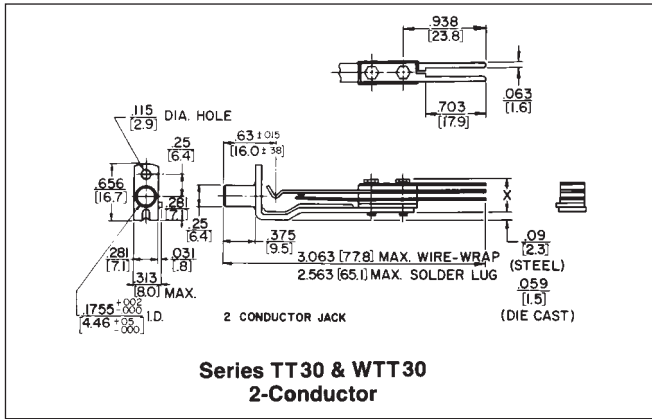 .938
[23.8]
.063
[1.6]
.703
[17.9]
.115 DIA. HOLE
[2.9]
.25
[6.4]
.63 ±.015
[16.0 ±.38]
.656
[16.7]
.281
[7.1]
.25
[6.4]
X
.375
[9.5]
3.063 [77.8] MAX. WIRE-WRAP
2.563 [65.1] MAX. SOLDER LUG
.09
[2.3]
(STEEL)
.059
[1.5]
(DIE CAST)
.281
[7.1]
.031
[.8]
.313
[8.0] MAX.
.1755 +.002 -.000 I.D.
4.46 +.05 -.000
2 CONDUCTOR JACK
Series TT30 & WTT30
2-Conductor